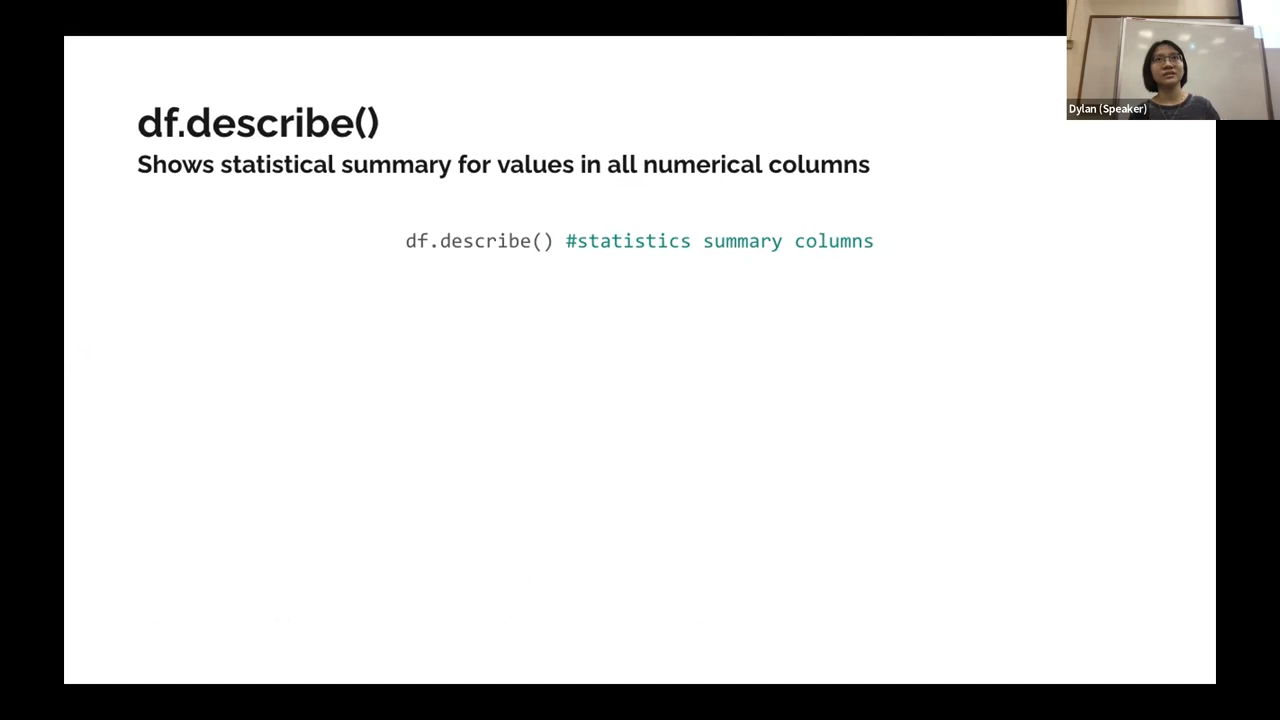 df.describe()
Shows statistical summary for values in all numerical columns
df.describe() #statistics summary columns
Dylan (Speaker)